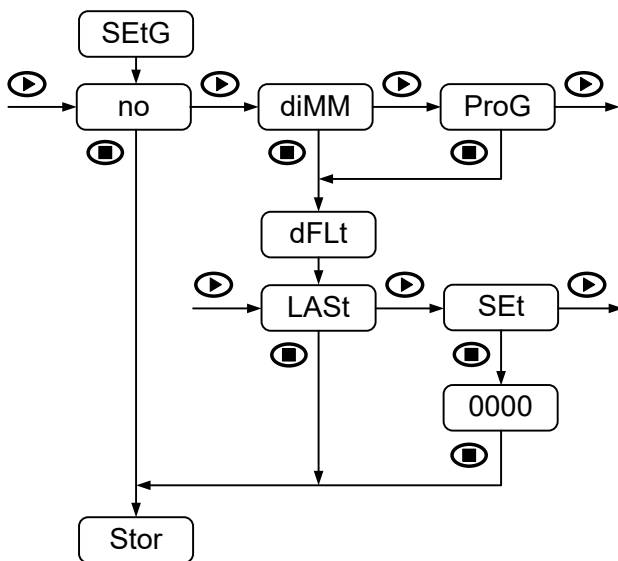 SEtG
no
diMM
ProG
dFLt
LASt
SEt
0000
Stor